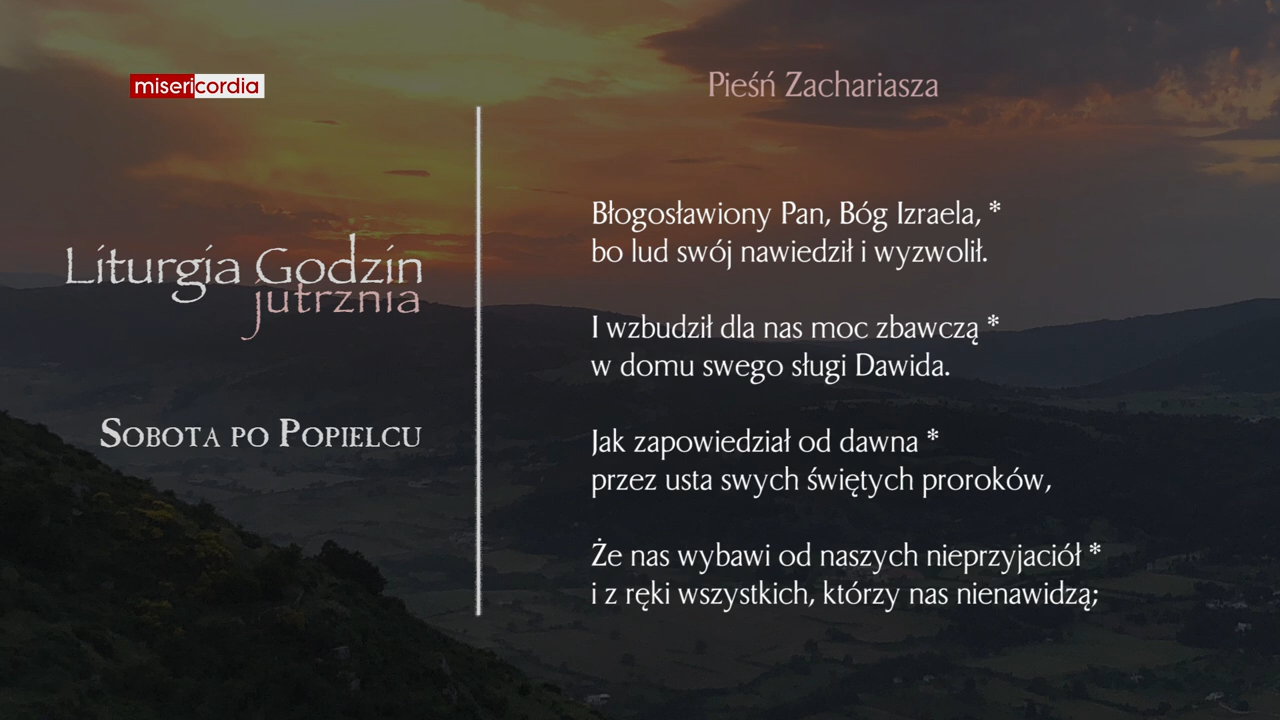 misericordia
Liturgia Godzin
jutrznia
Sobota po Popielcu
Pieśń Zachariasza
Błogosławiony Pan, Bóg Izraela, *
bo lud swój nawiedził i wyzwolił.
I wzbudził dla nas moc zbawczą *
w domu swego sługi Dawida.
Jak zapowiedział od dawna *
przez usta swych świętych proroków,
Że nas wybawi od naszych nieprzyjaciół *
i z ręki wszystkich, którzy nas nienawidzą;